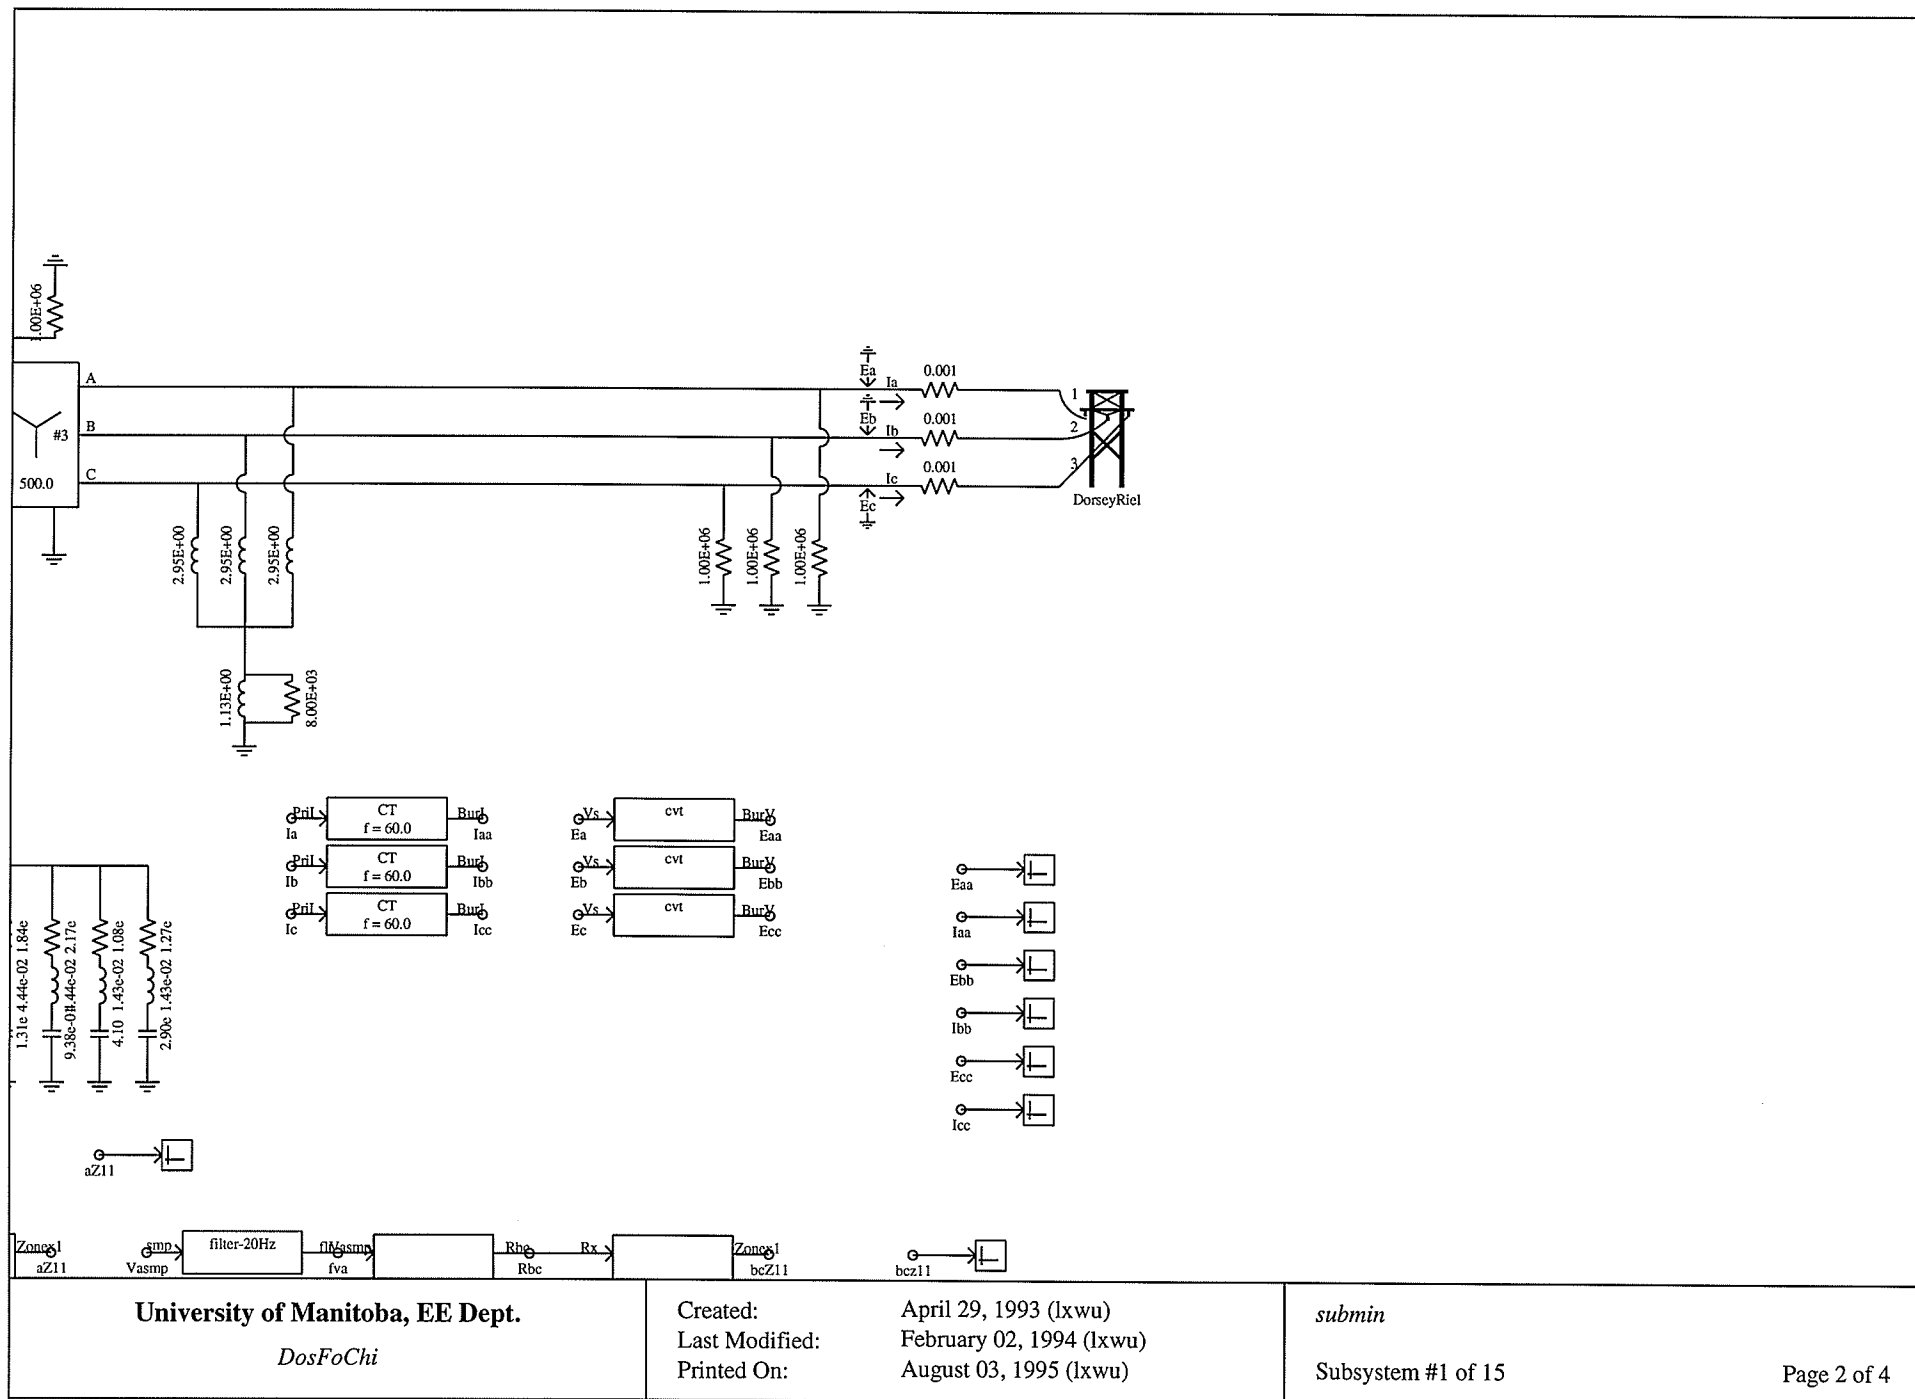 1.00E+06
A
B
C
#3
500.0
Ea
Ia
0.001
Eb
Ib
0.001
Ic
0.001
Ec
1
2
3
DorseyRiel
2.95E+00
2.95E+00
2.95E+00
1.00E+06
1.00E+06
1.00E+06
1.13E+00
8.00E+03
PriI
Ia
CT
f = 60.0
BurI
Iaa
Vs
Ea
cvt
BurV
Eaa
PriI
Ib
CT
f = 60.0
BurI
Ibb
Vs
Eb
cvt
BurV
Ebb
PriI
Ic
CT
f = 60.0
BurI
Icc
Vs
Ec
cvt
BurV
Ecc
Eaa
Iaa
Ebb
Ibb
Ecc
Icc
1.31e 4.44e-02 1.84e
9.38e-01 4.44e-02 2.17e
4.10 1.43e-02 1.08e
2.90e 1.43e-02 1.27e
aZ11
Zonex1
aZ11
smp
Vasmp
filter-20Hz
fva
Rbc
Rbc
Rx
Zonex1
bcZ11
bcz11
University of Manitoba, EE Dept.
DosFoChi
Created: April 29, 1993 (lxwu)
Last Modified: February 02, 1994 (lxwu)
Printed On: August 03, 1995 (lxwu)
submin
Subsystem #1 of 15
Page 2 of 4